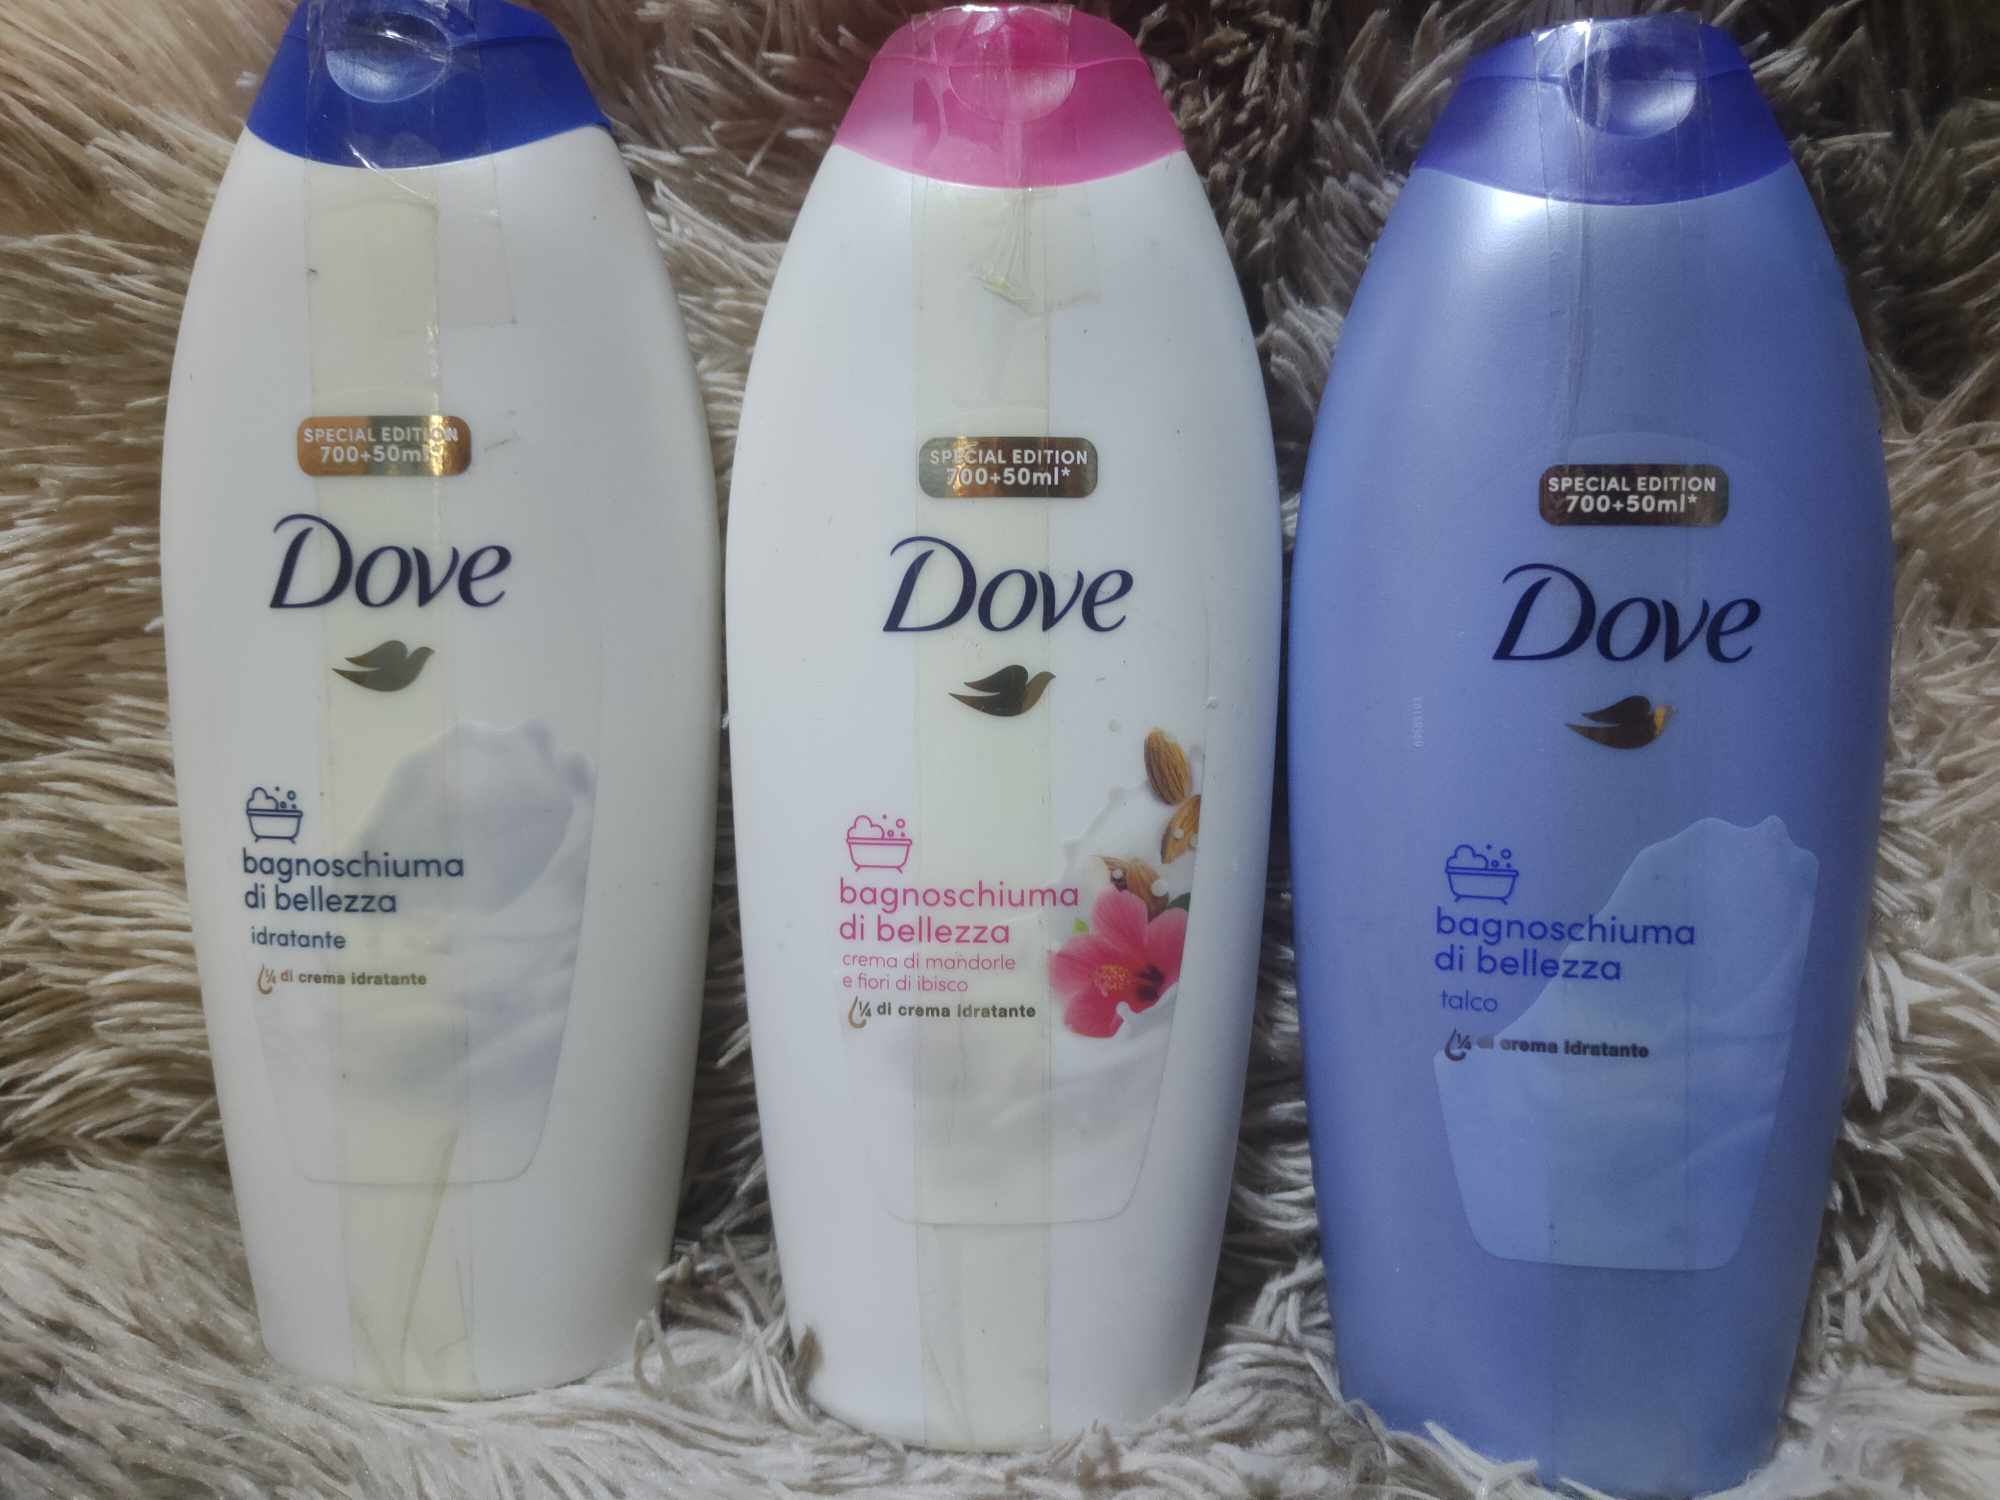 SPECIAL EDITION
700+50ml
Dove
bagnoschiuma
di bellezza
idratante
¼ di crema idratante
SPECIAL EDITION
700+50ml*
Dove
bagnoschiuma
di bellezza
crema di mandorle
e fiori di ibisco
¼ di crema idratante
SPECIAL EDITION
700+50ml*
Dove
bagnoschiuma
di bellezza
talco
¼ di crema idratante